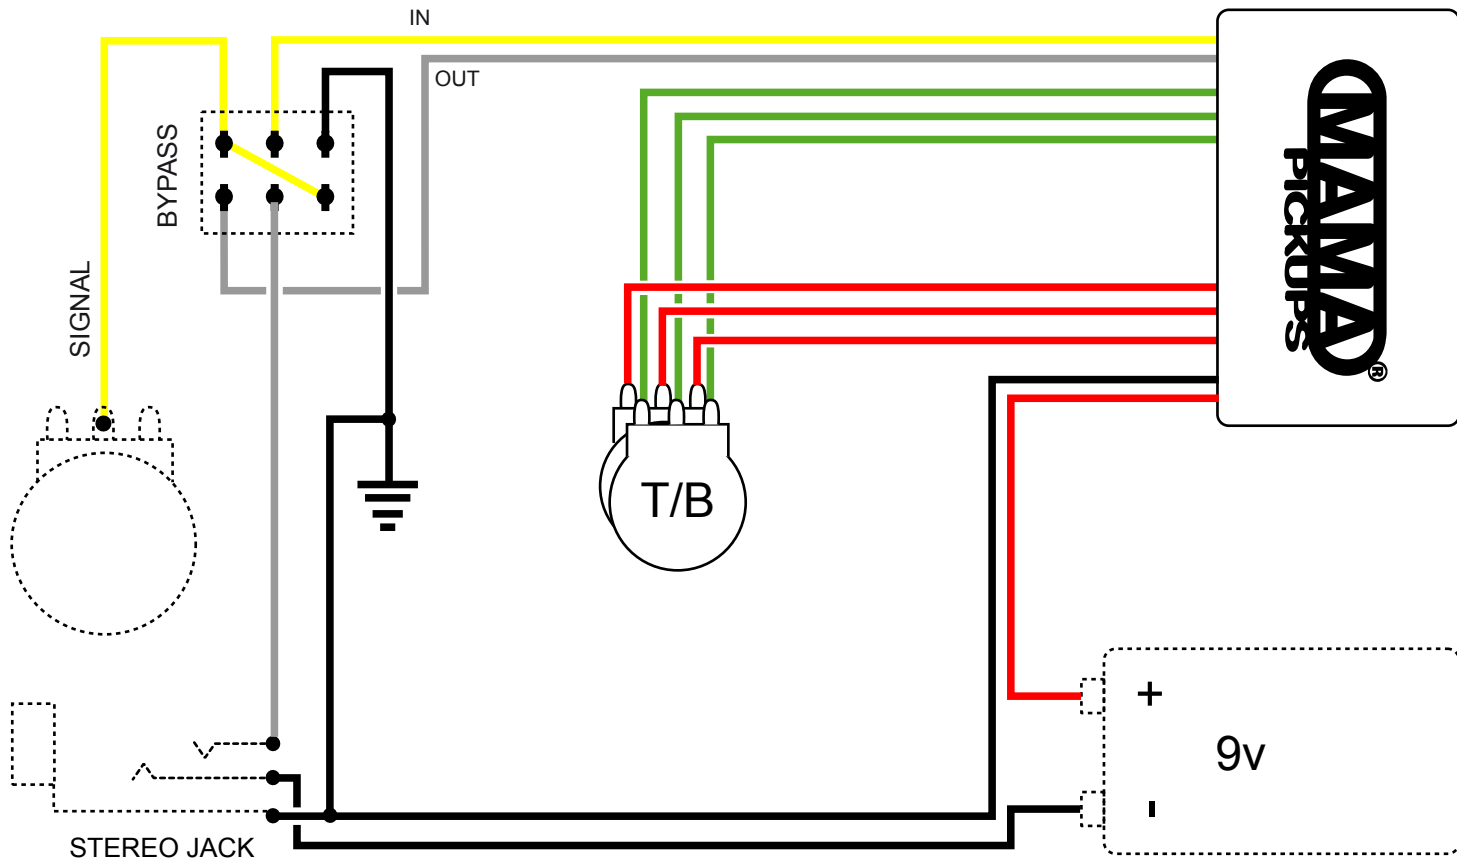 IN
OUT
BYPASS
SIGNAL
MAMA
PICKUPS
®
T/B
+
9v
-
STEREO JACK